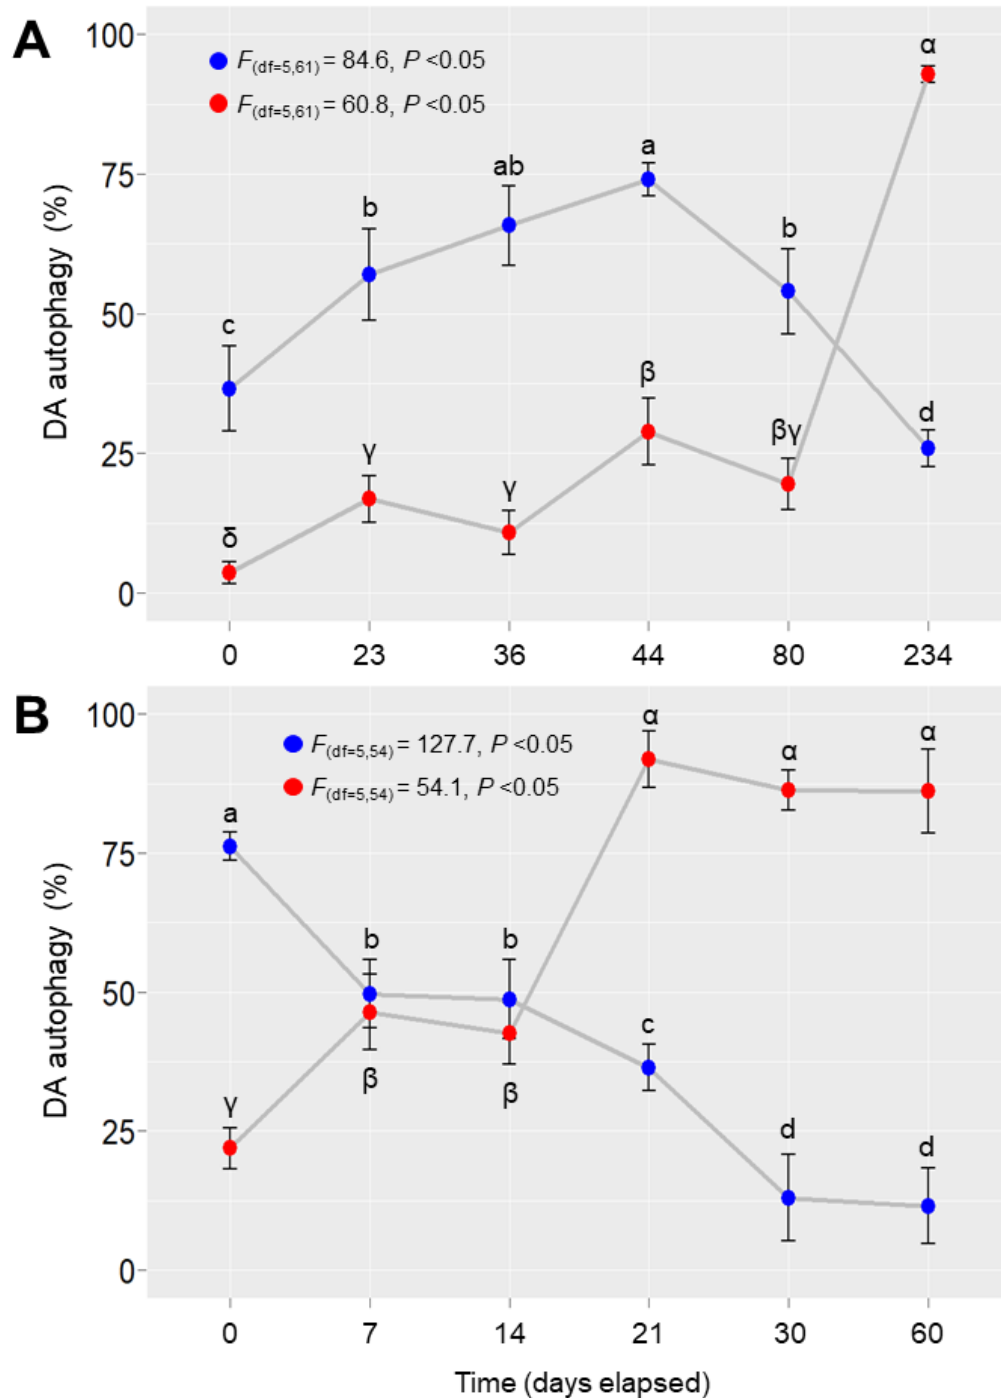 A
100
α
F(df=5,61) = 84.6, P <0.05
F(df=5,61) = 60.8, P <0.05
75
a
ab
b
b
DA autophagy (%)
50
c
β
d
25
γ
βγ
γ
δ
0
0 23 36 44 80 234
B
100
α
α
α
F(df=5,54) = 127.7, P <0.05
F(df=5,54) = 54.1, P <0.05
a
75
DA autophagy (%)
b b
50
c
β β
γ
25
d
d
0
0 7 14 21 30 60
Time (days elapsed)